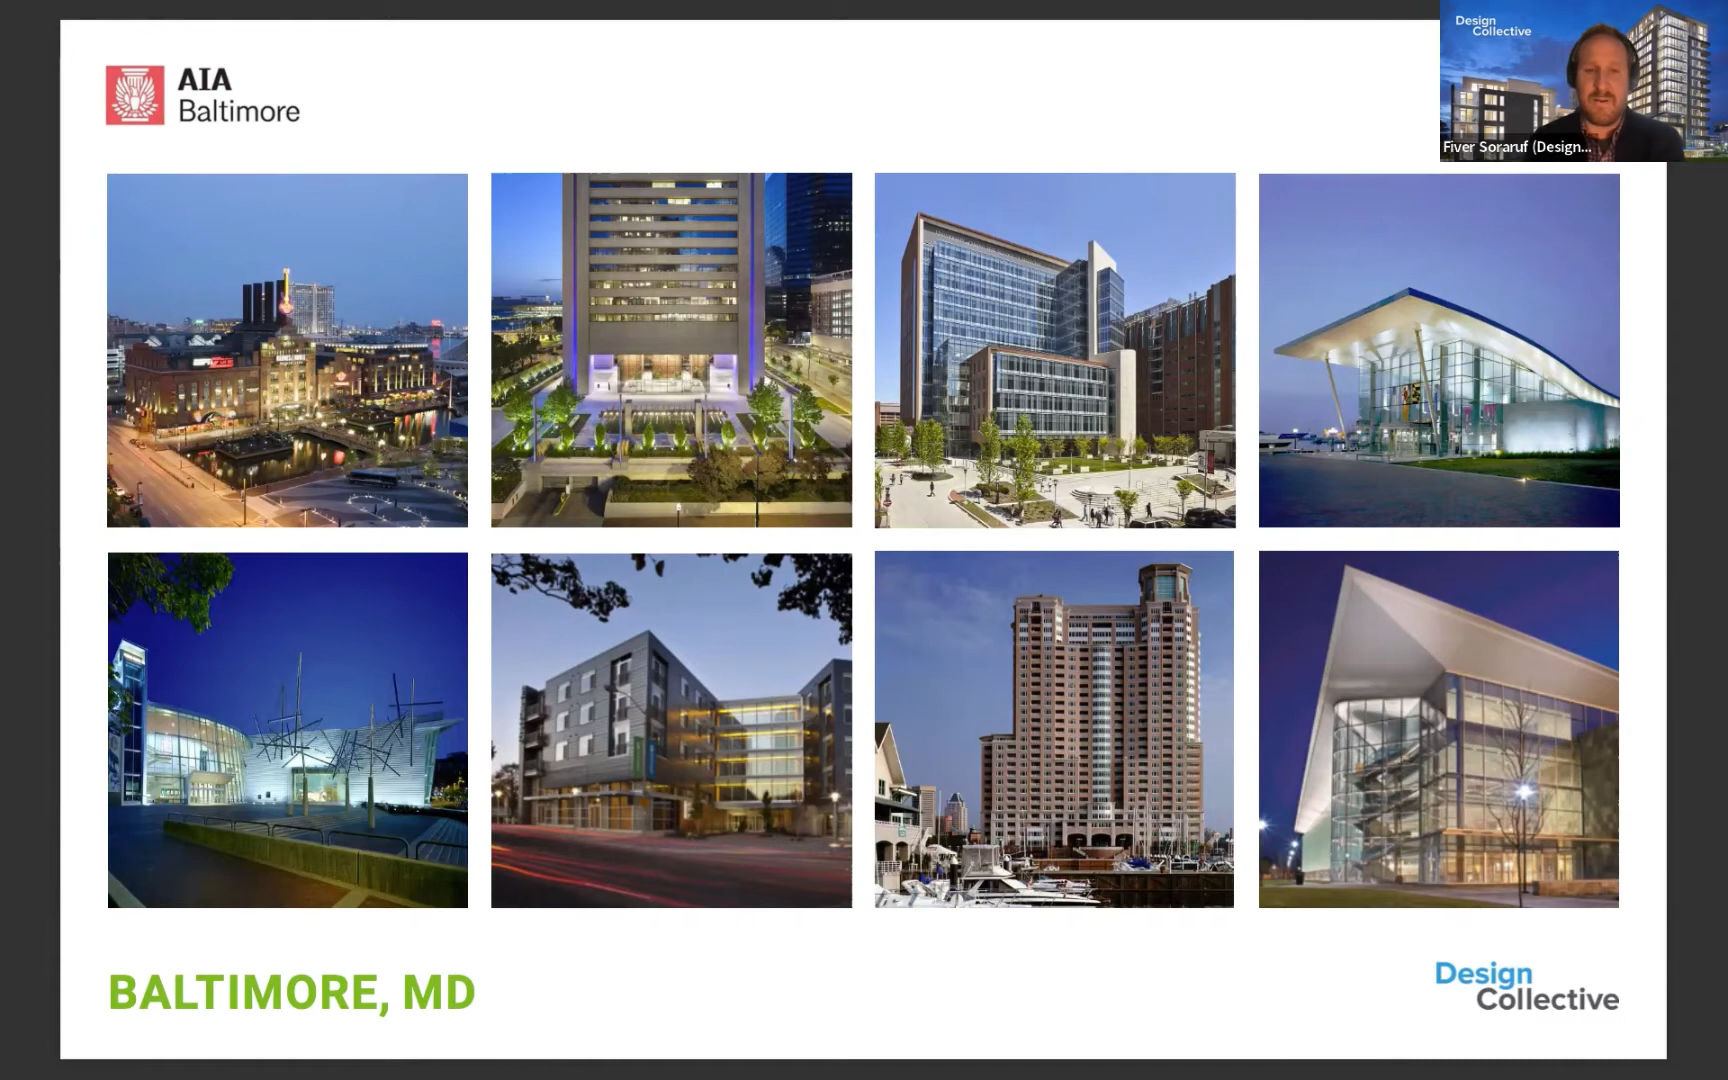 AIA
Baltimore
Design
Collective
Fiver Soraruf (Design...
BALTIMORE, MD
Design
Collective